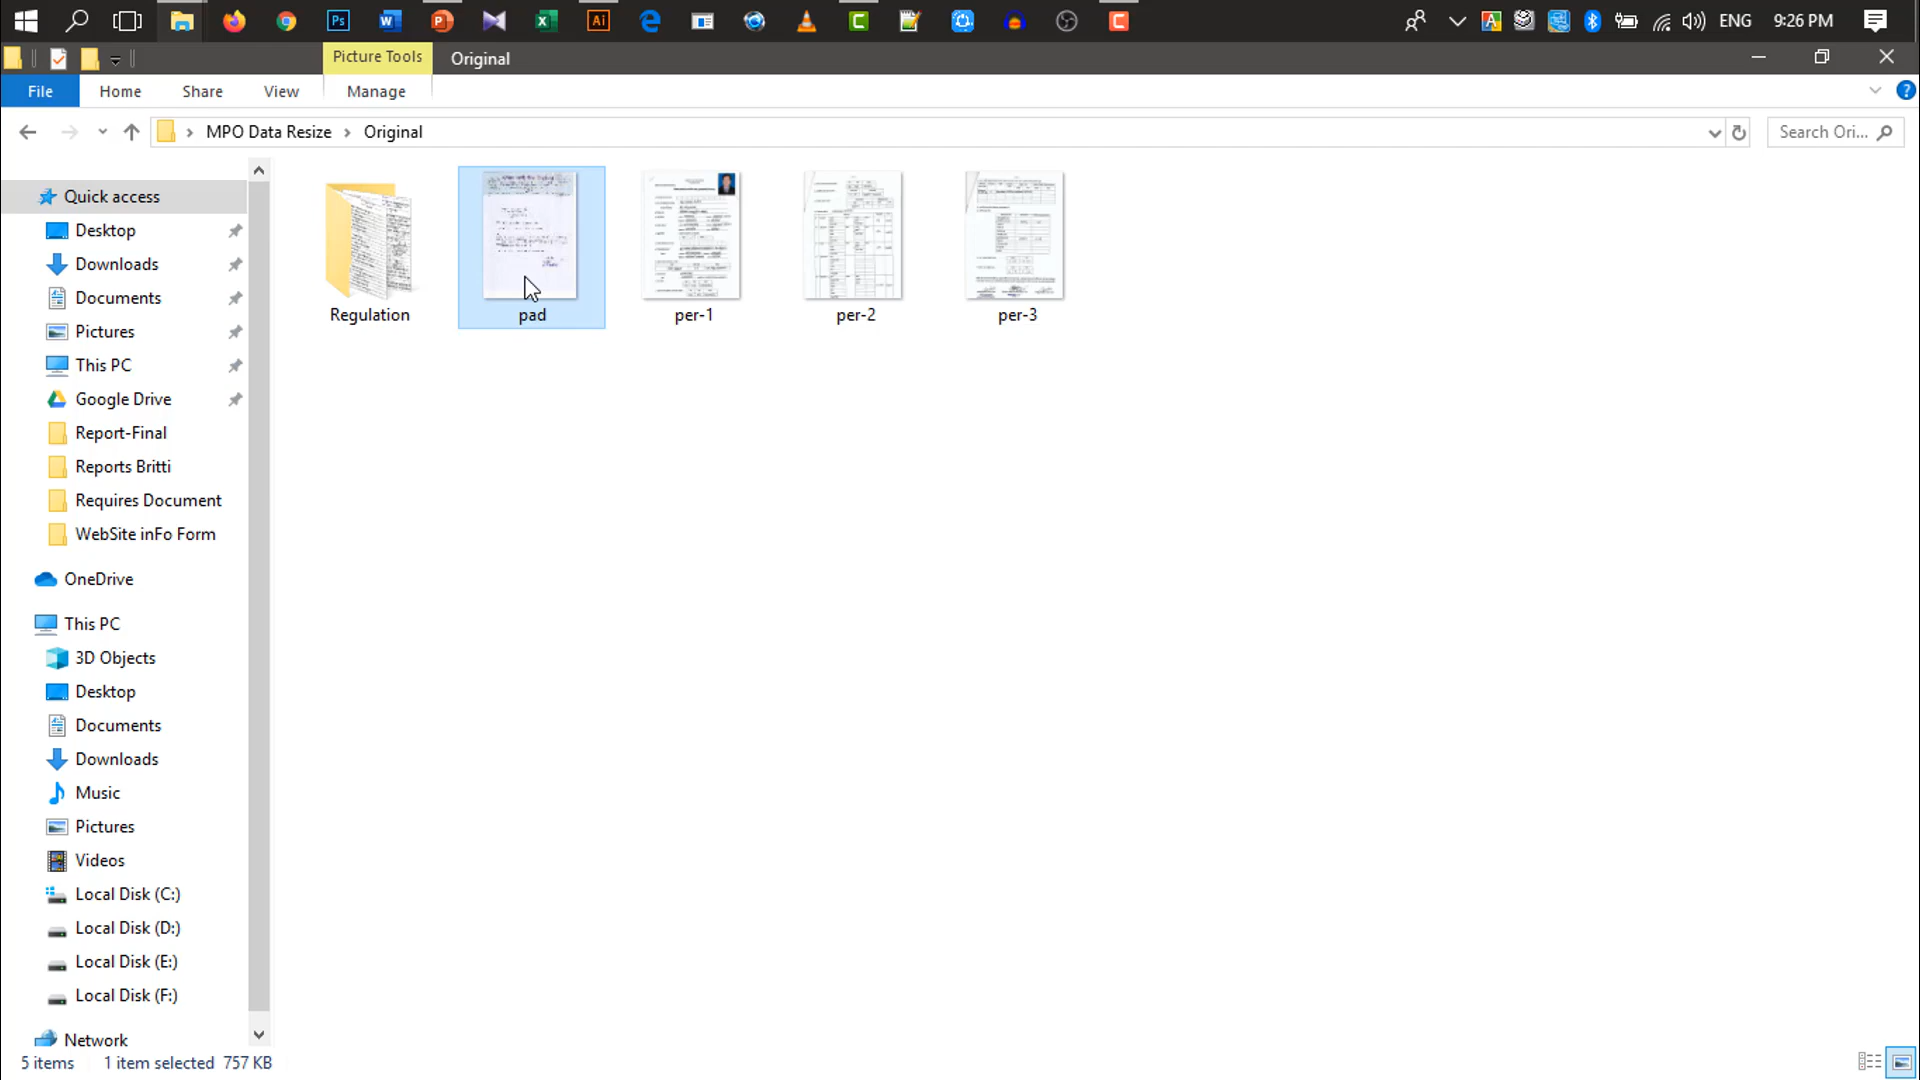 ENG
9:26 PM
Picture Tools
Original
File
Home
Share
View
Manage
MPO Data Resize
Original
Search Ori...
Quick access
Desktop
Downloads
Documents
Pictures
This PC
Google Drive
Report-Final
Reports Britti
Requires Document
WebSite inFo Form
OneDrive
This PC
3D Objects
Desktop
Documents
Downloads
Music
Pictures
Videos
Local Disk (C:)
Local Disk (D:)
Local Disk (E:)
Local Disk (F:)
Network
Regulation
pad
per-1
per-2
per-3
5 items
1 item selected 757 KB